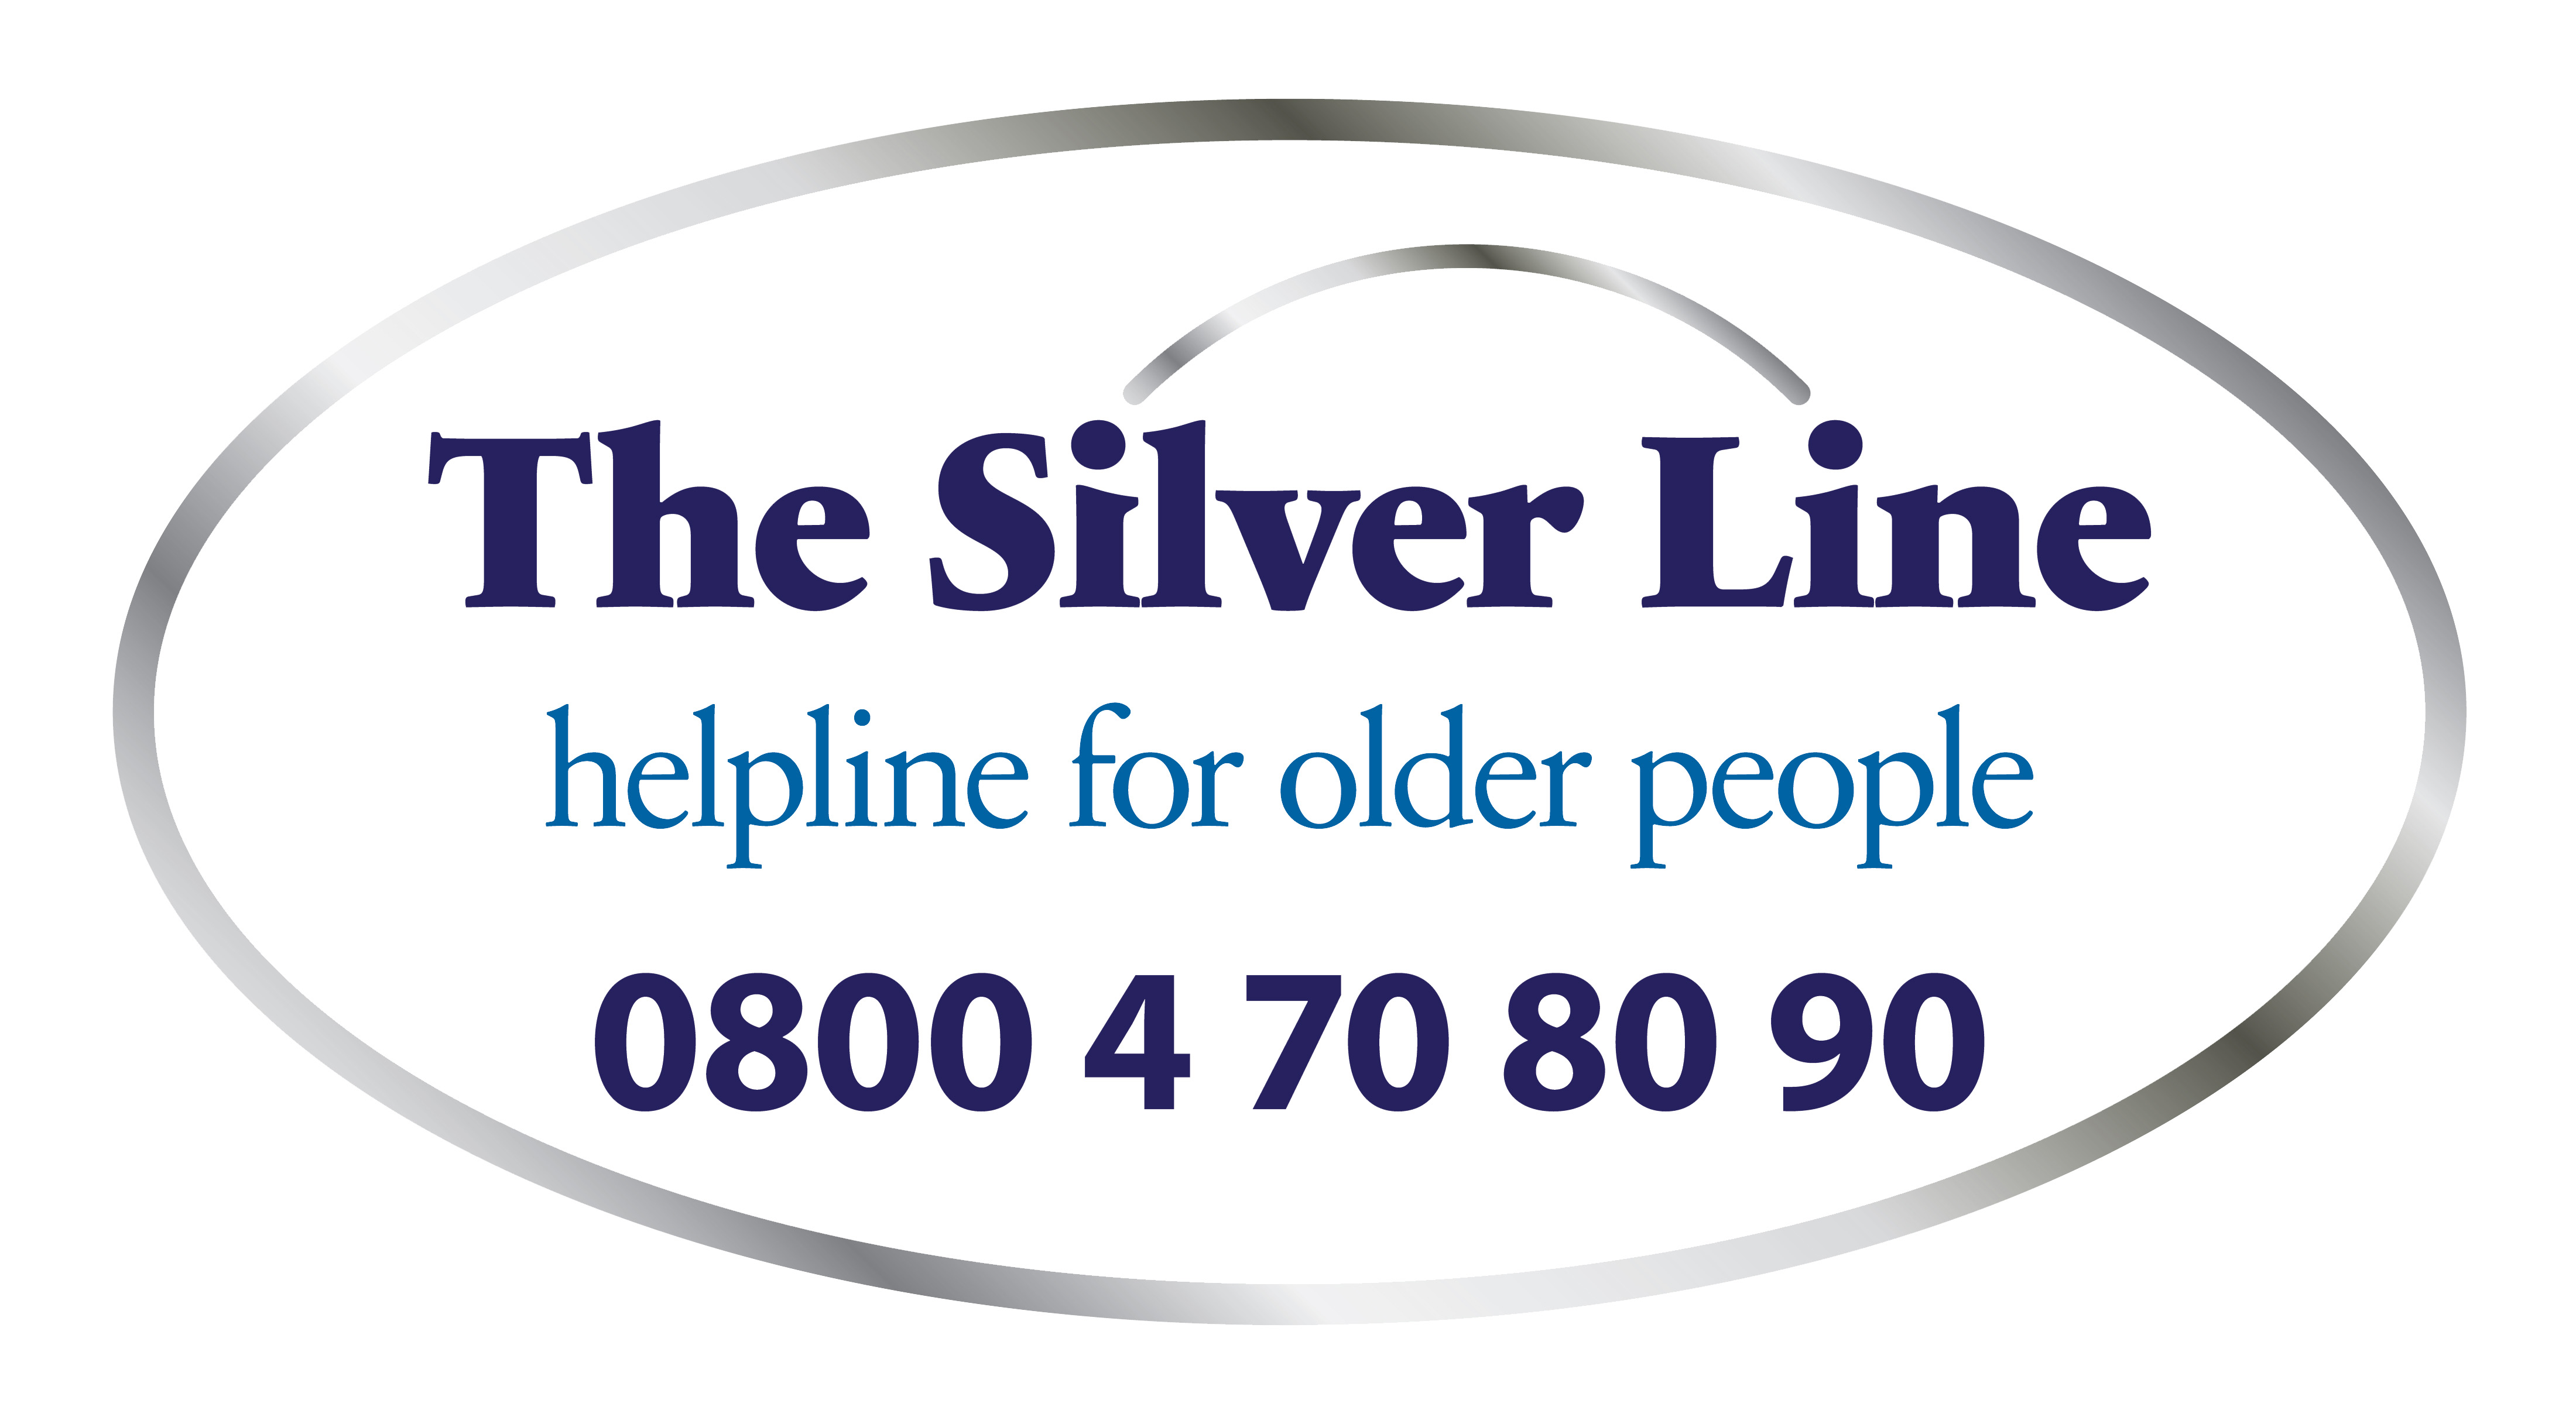 The Silver Line
helpline for older people
0800 4 70 80 90